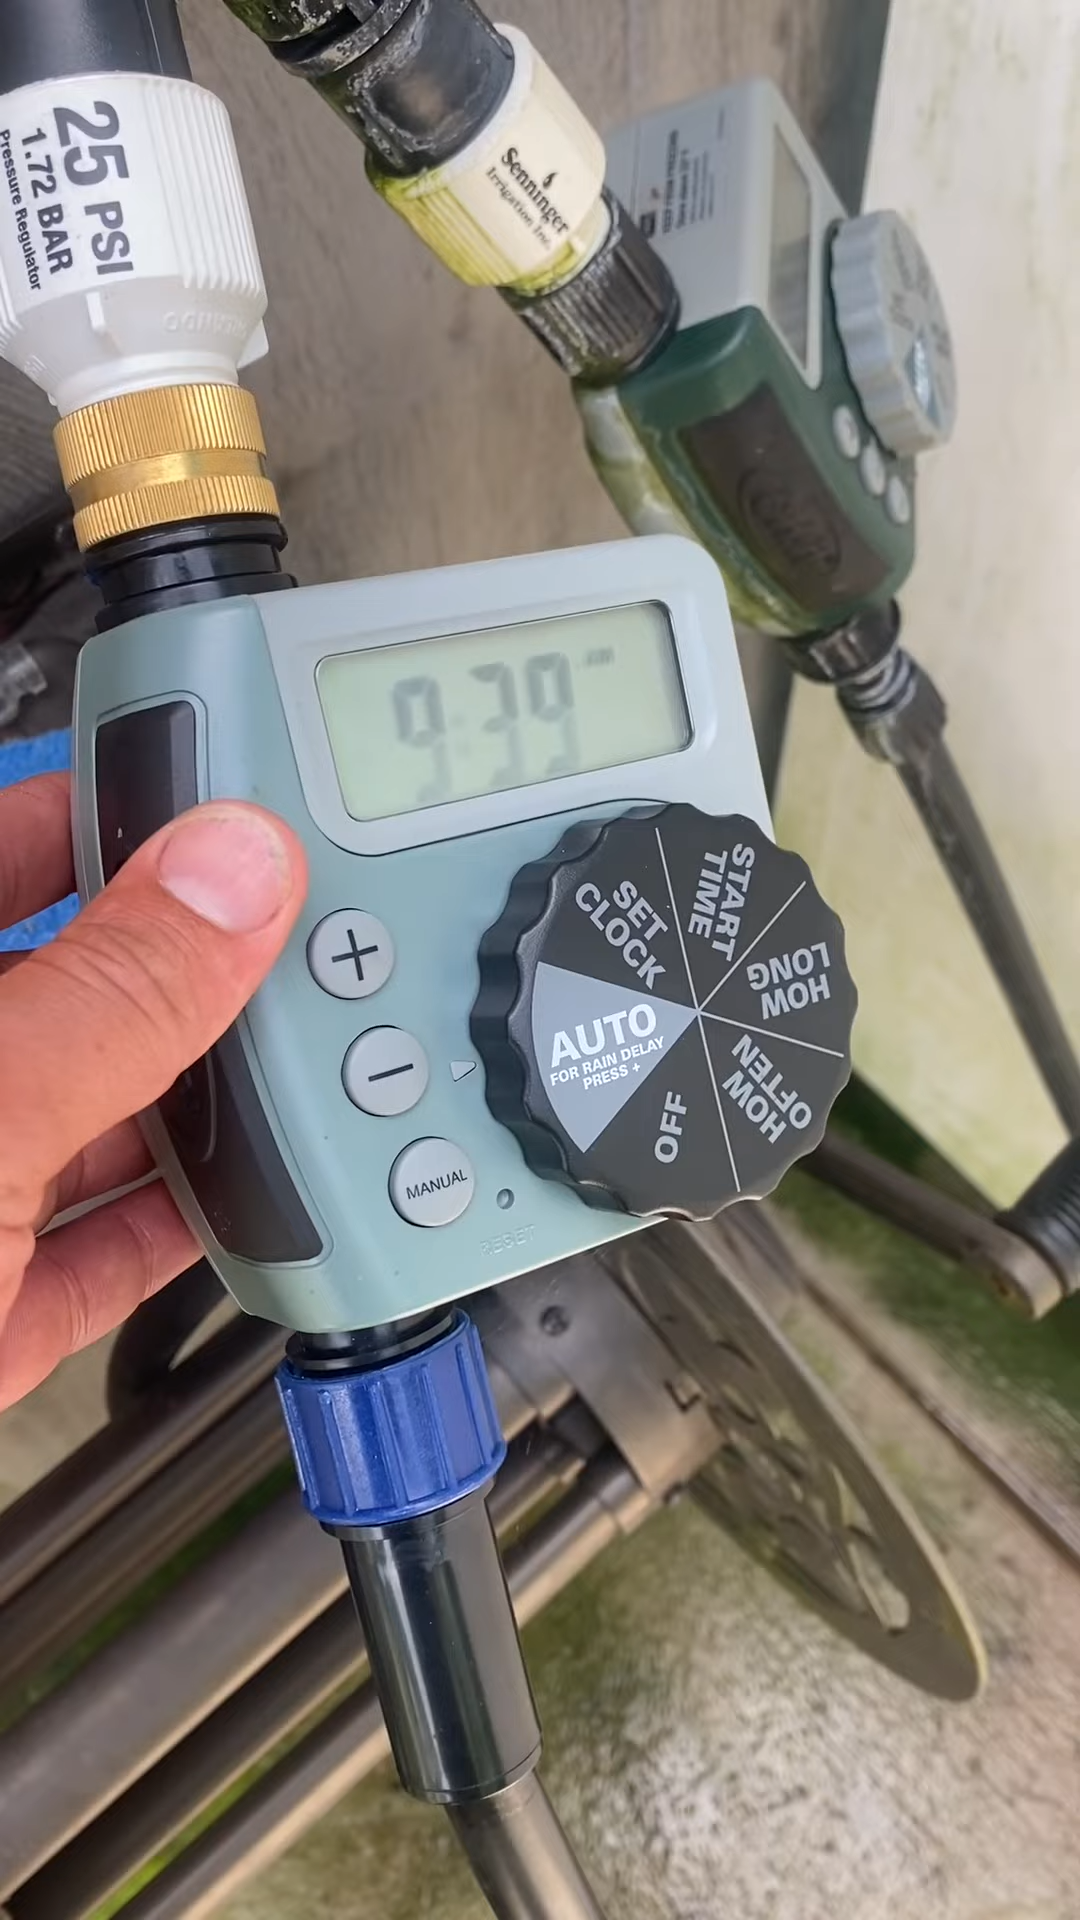 25 PSI
1.72 BAR
Pressure Regulator
Senninger
Irrigation Inc.
9:39 AM
SET
CLOCK
START
TIME
HOW
LONG
HOW
OFTEN
OFF
AUTO
FOR RAIN DELAY
PRESS +
+
−
MANUAL
RESET